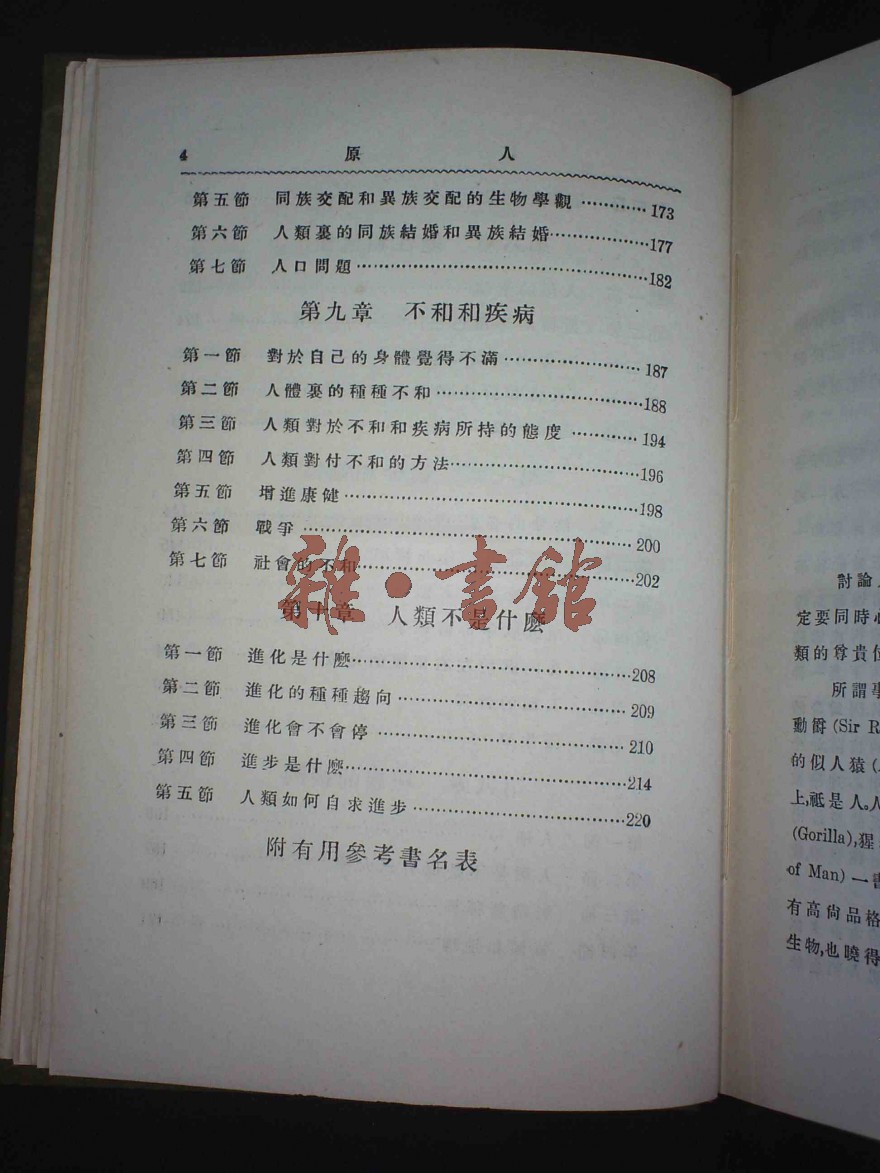 4 原人
第五節 同族交配和異族交配的生物學觀 ············ 173
第六節 人類裏的同族結婚和異族結婚 ············ 177
第七節 人口問題 ············ 182
第九章 不和和疾病
第一節 對於自己的身體覺得不滿 ············ 187
第二節 人體裏的種種不和 ············ 188
第三節 人類對於不和和疾病所持的態度 ············ 194
第四節 人類對付不和的方法 ············ 196
第五節 增進康健 ············ 198
第六節 戰爭 ············ 200
第七節 社會的不和 ············ 202
雜·書館
第十章 人類不是什麽
第一節 進化是什麽 ············ 208
第二節 進化的種種趨向 ············ 209
第三節 進化會不會停 ············ 210
第四節 進步是什麽 ············ 214
第五節 人類如何自求進步 ············ 220
附有用參考書名表
討論
定要同時
類的尊貴
所謂
勳爵 (Sir R
的似人猿 (
上,祗是人。人
(Gorilla),猩
of Man) 一
有高尙品格
生物,也曉得